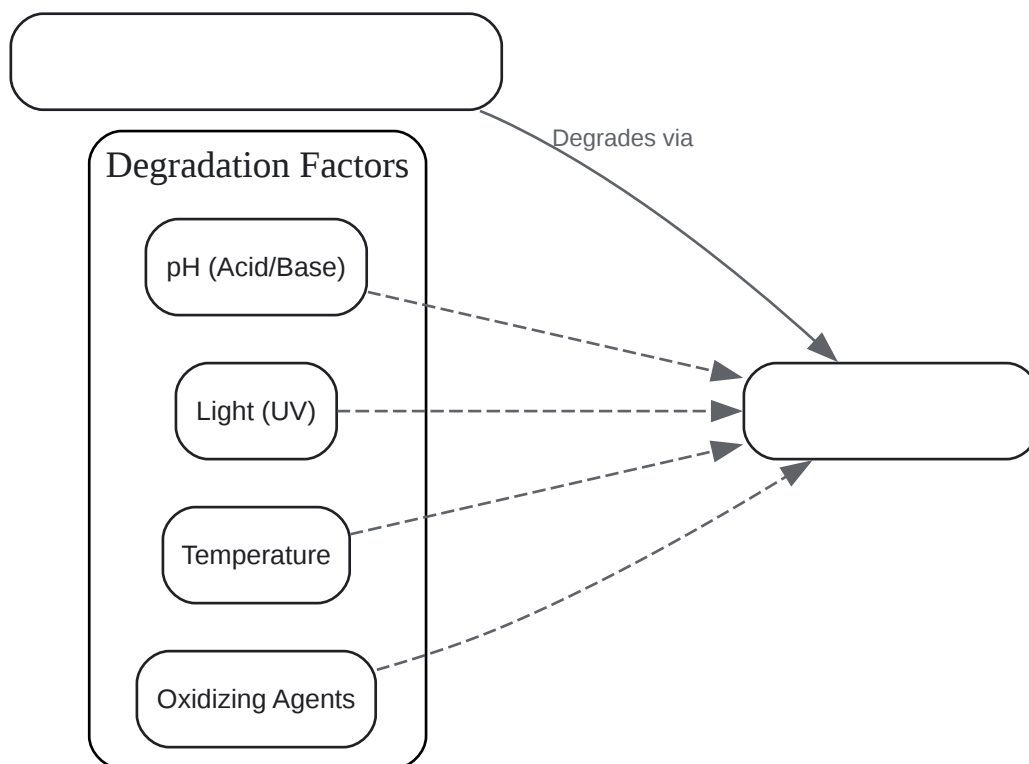 Degrades via
Degradation Factors
pH (Acid/Base)
Light (UV)
Temperature
Oxidizing Agents